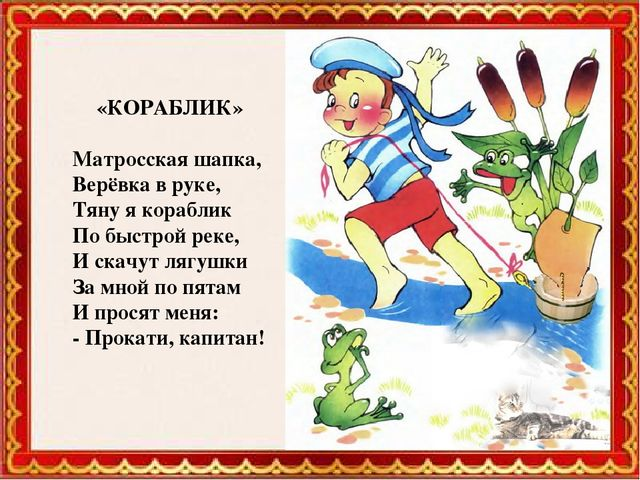 «КОРАБЛИК»
Матросская шапка,
Верёвка в руке,
Тяну я кораблик
По быстрой реке,
И скачут лягушки
За мной по пятам
И просят меня:
- Прокати, капитан!